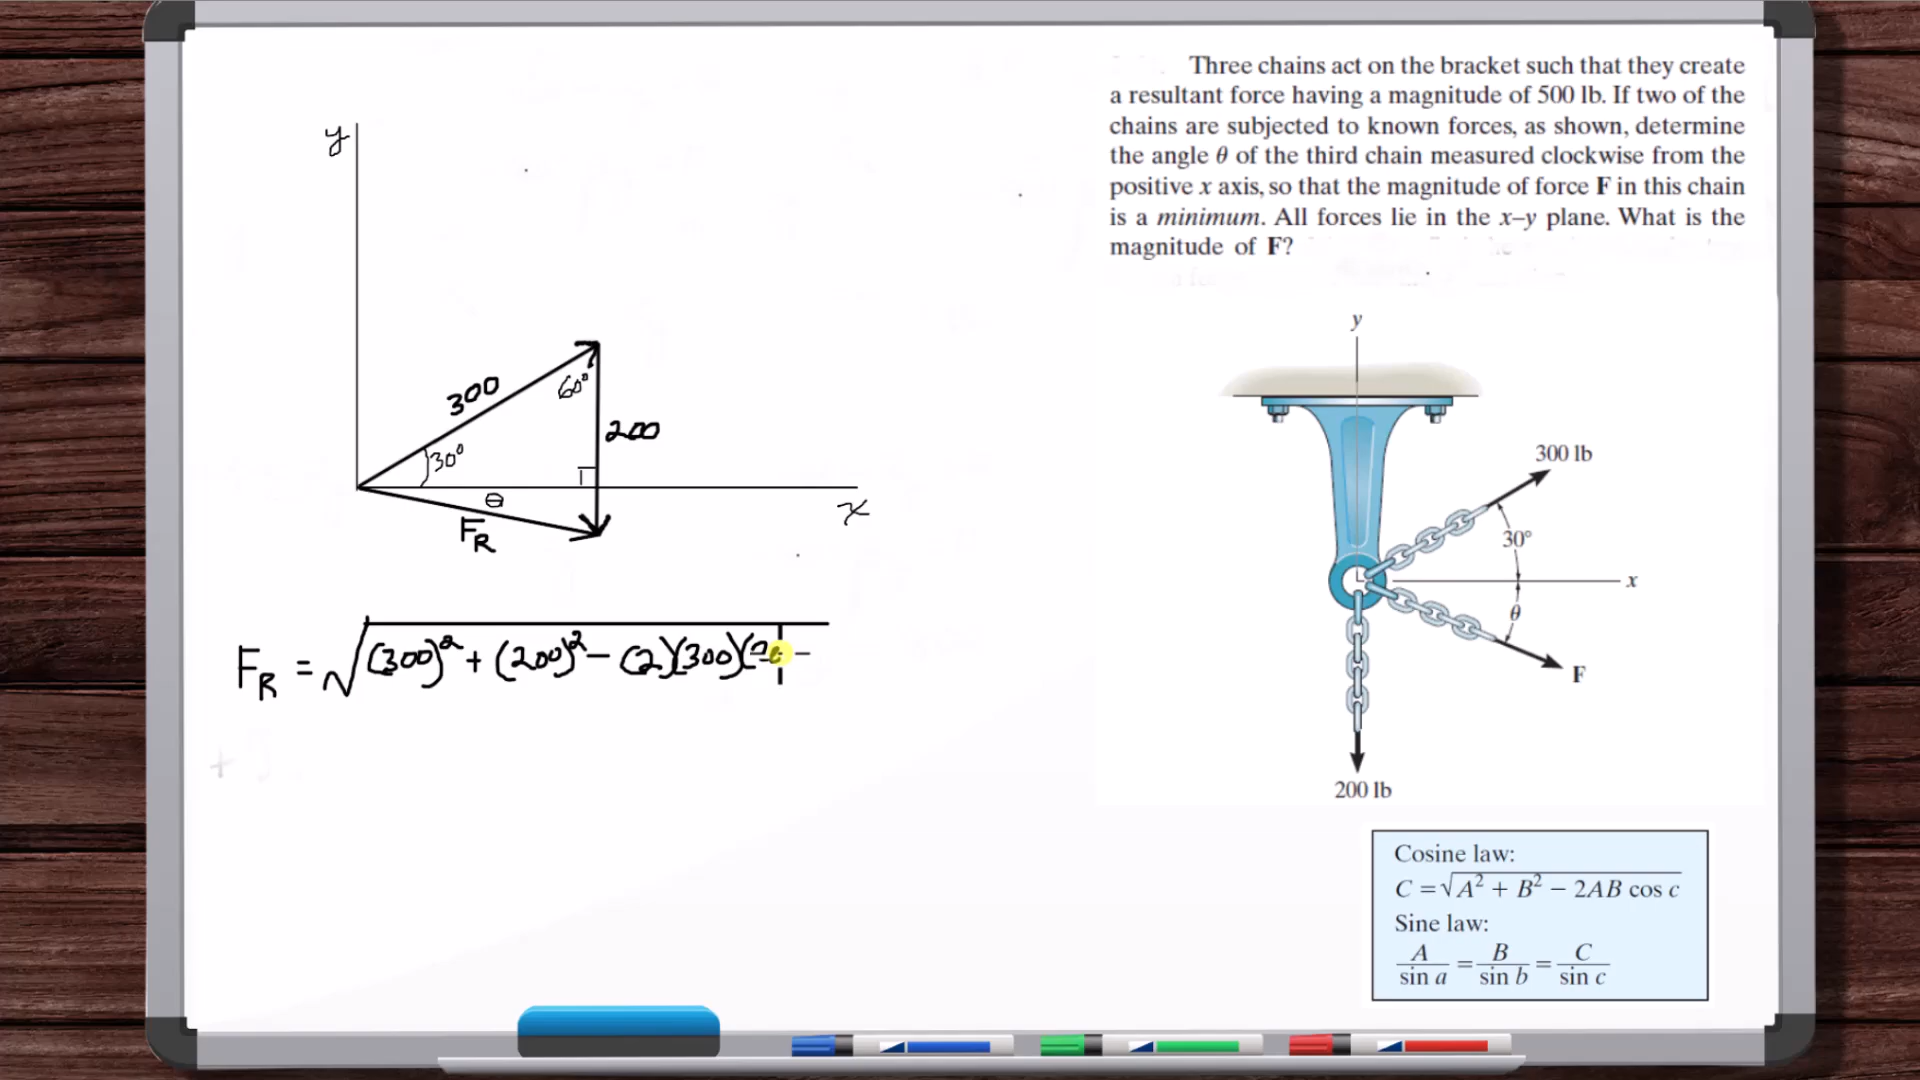 Three chains act on the bracket such that they create
a resultant force having a magnitude of 500 lb. If two of the
chains are subjected to known forces, as shown, determine
the angle θ of the third chain measured clockwise from the
positive x axis, so that the magnitude of force F in this chain
is a minimum. All forces lie in the x–y plane. What is the
magnitude of F?
y
300
60°
200
30°
θ
F_R
x
F_R = √(300)² + (200)² − (2)(300)(
y
300 lb
30°
x
θ
F
200 lb
Cosine law:
C = √A² + B² − 2AB cos c
Sine law:
A/sin a = B/sin b = C/sin c